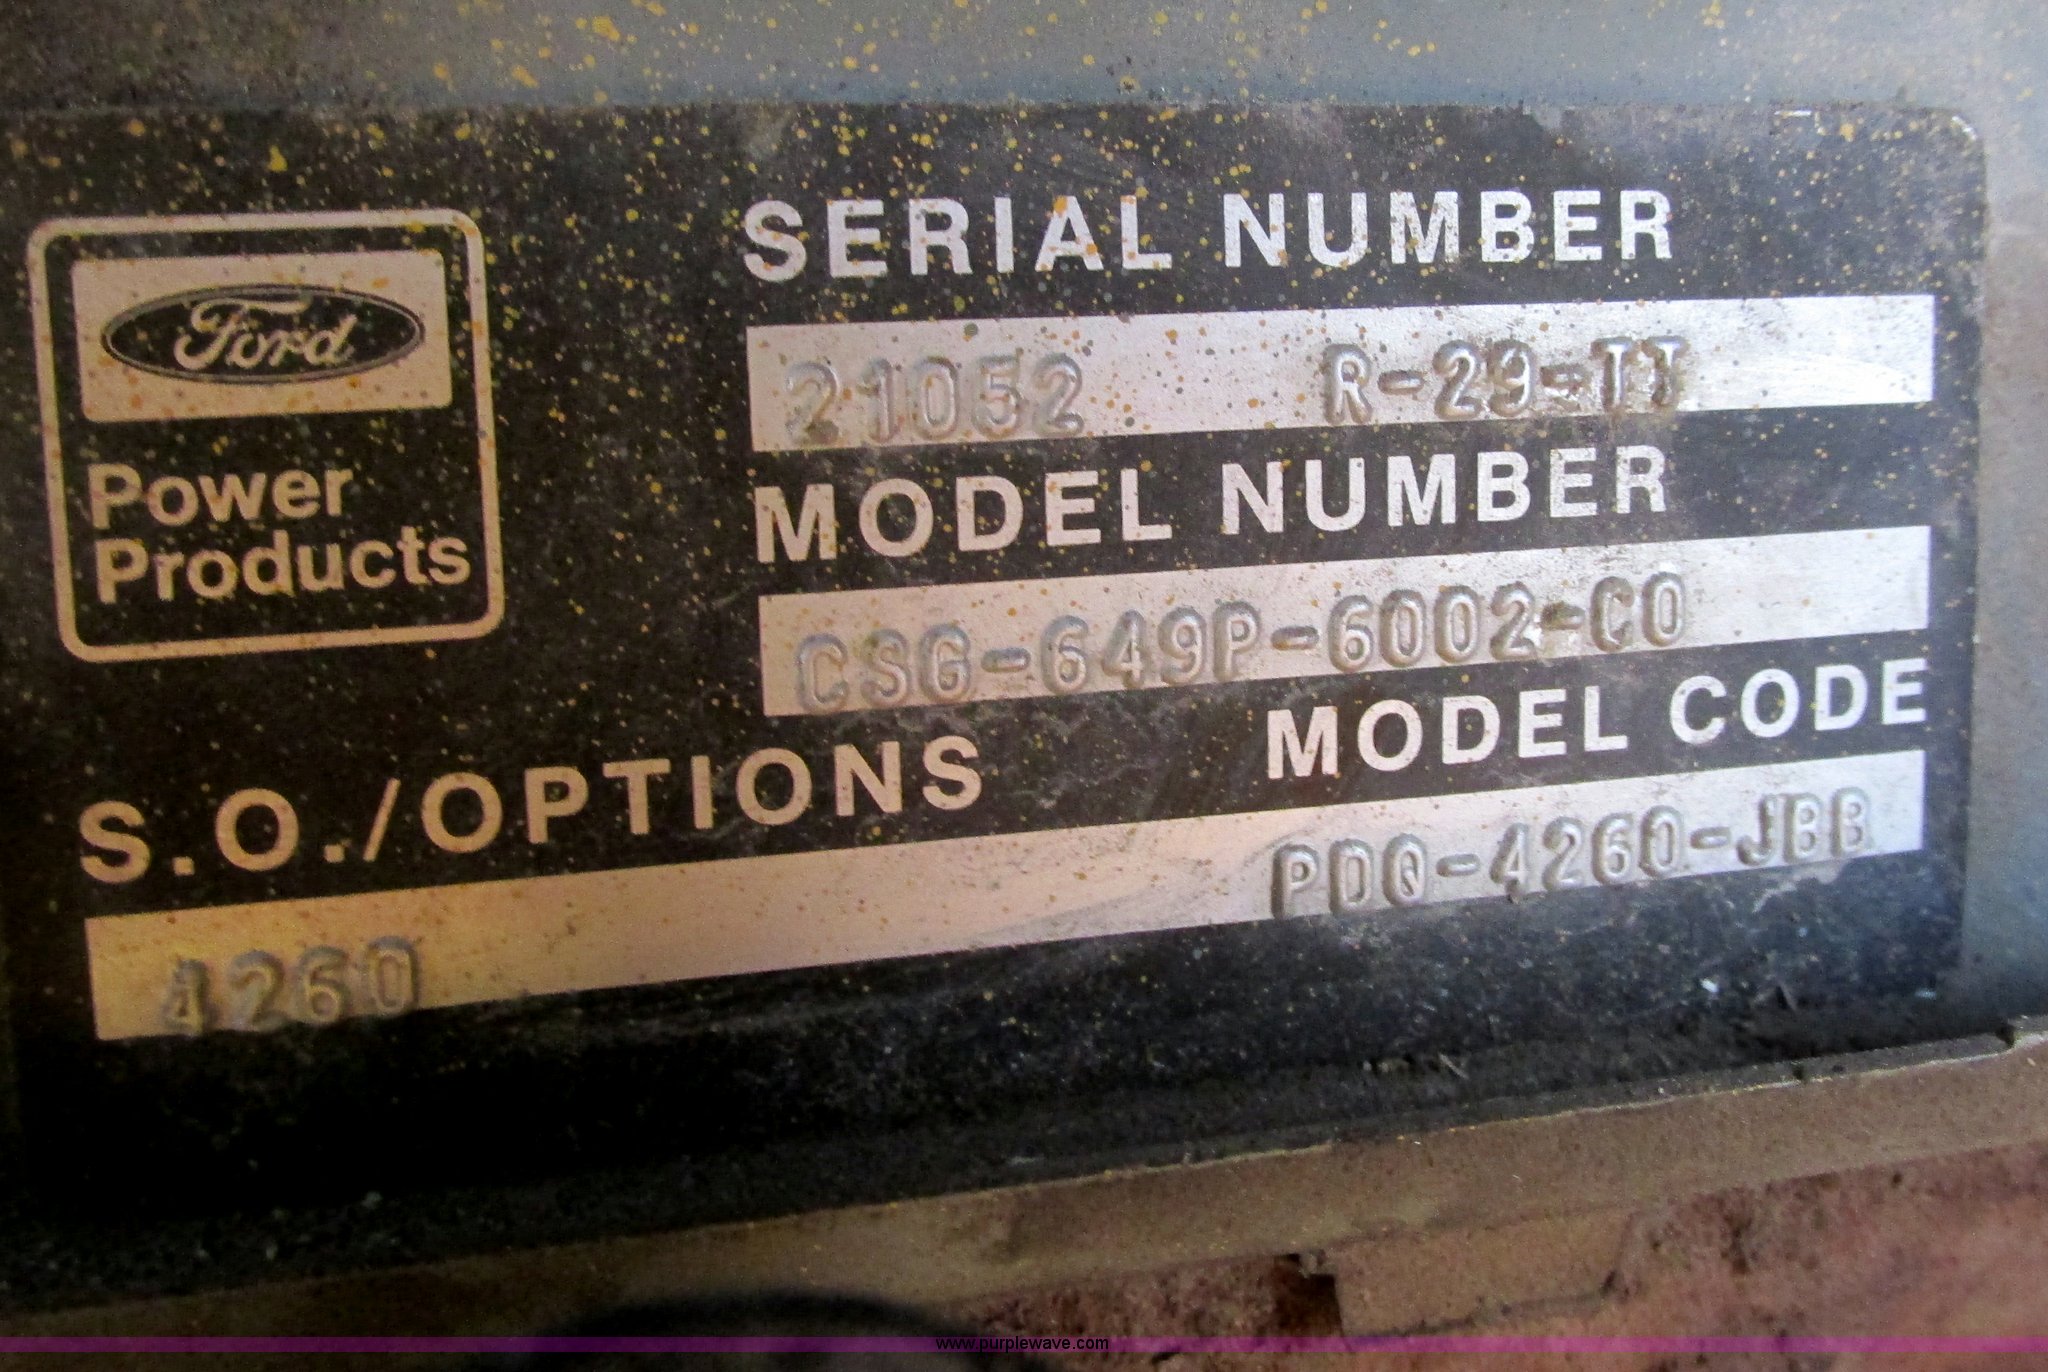 Ford
Power
Products
SERIAL NUMBER
21052 R-29-TT
MODEL NUMBER
CSG-649P-6002-C0
S.O./OPTIONS
MODEL CODE
4260
PDQ-4260-JBB
www.purplewave.com